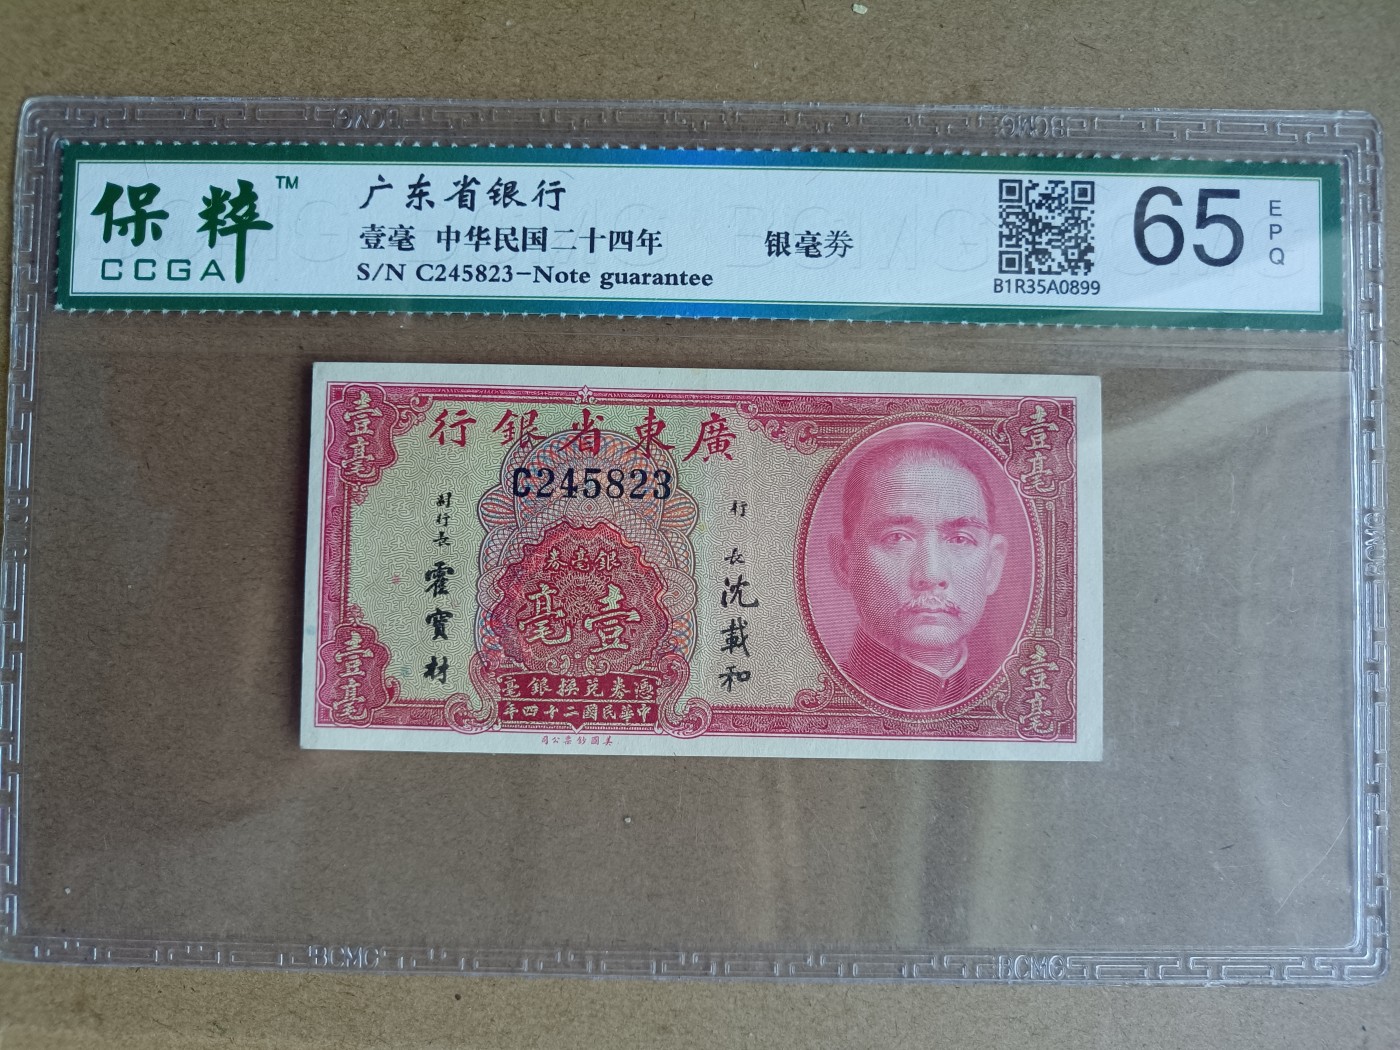 保粹™
CCGA
广东省银行
壹毫 中华民国二十四年 银毫券
S/N C245823-Note guarantee
B1R35A0899
65
EPQ
廣東省銀行
C245823
壹毫
壹毫
壹毫
壹毫
行長 沈載和
副行長 霍寶材
銀毫券
壹毫
憑券兌換銀毫
中華民國二十四年
美國鈔票公司
BCMG
BCMG
BCMG
BCMG